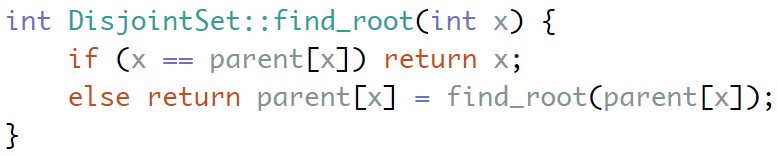 int DisjointSet::find_root(int x) {
    if (x == parent[x]) return x;
    else return parent[x] = find_root(parent[x]);
}